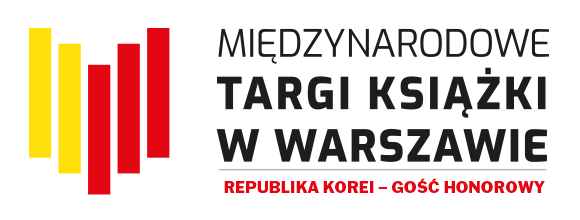 MIĘDZYNARODOWE
TARGI KSIĄŻKI
W WARSZAWIE
REPUBLIKA KOREI – GOŚĆ HONOROWY